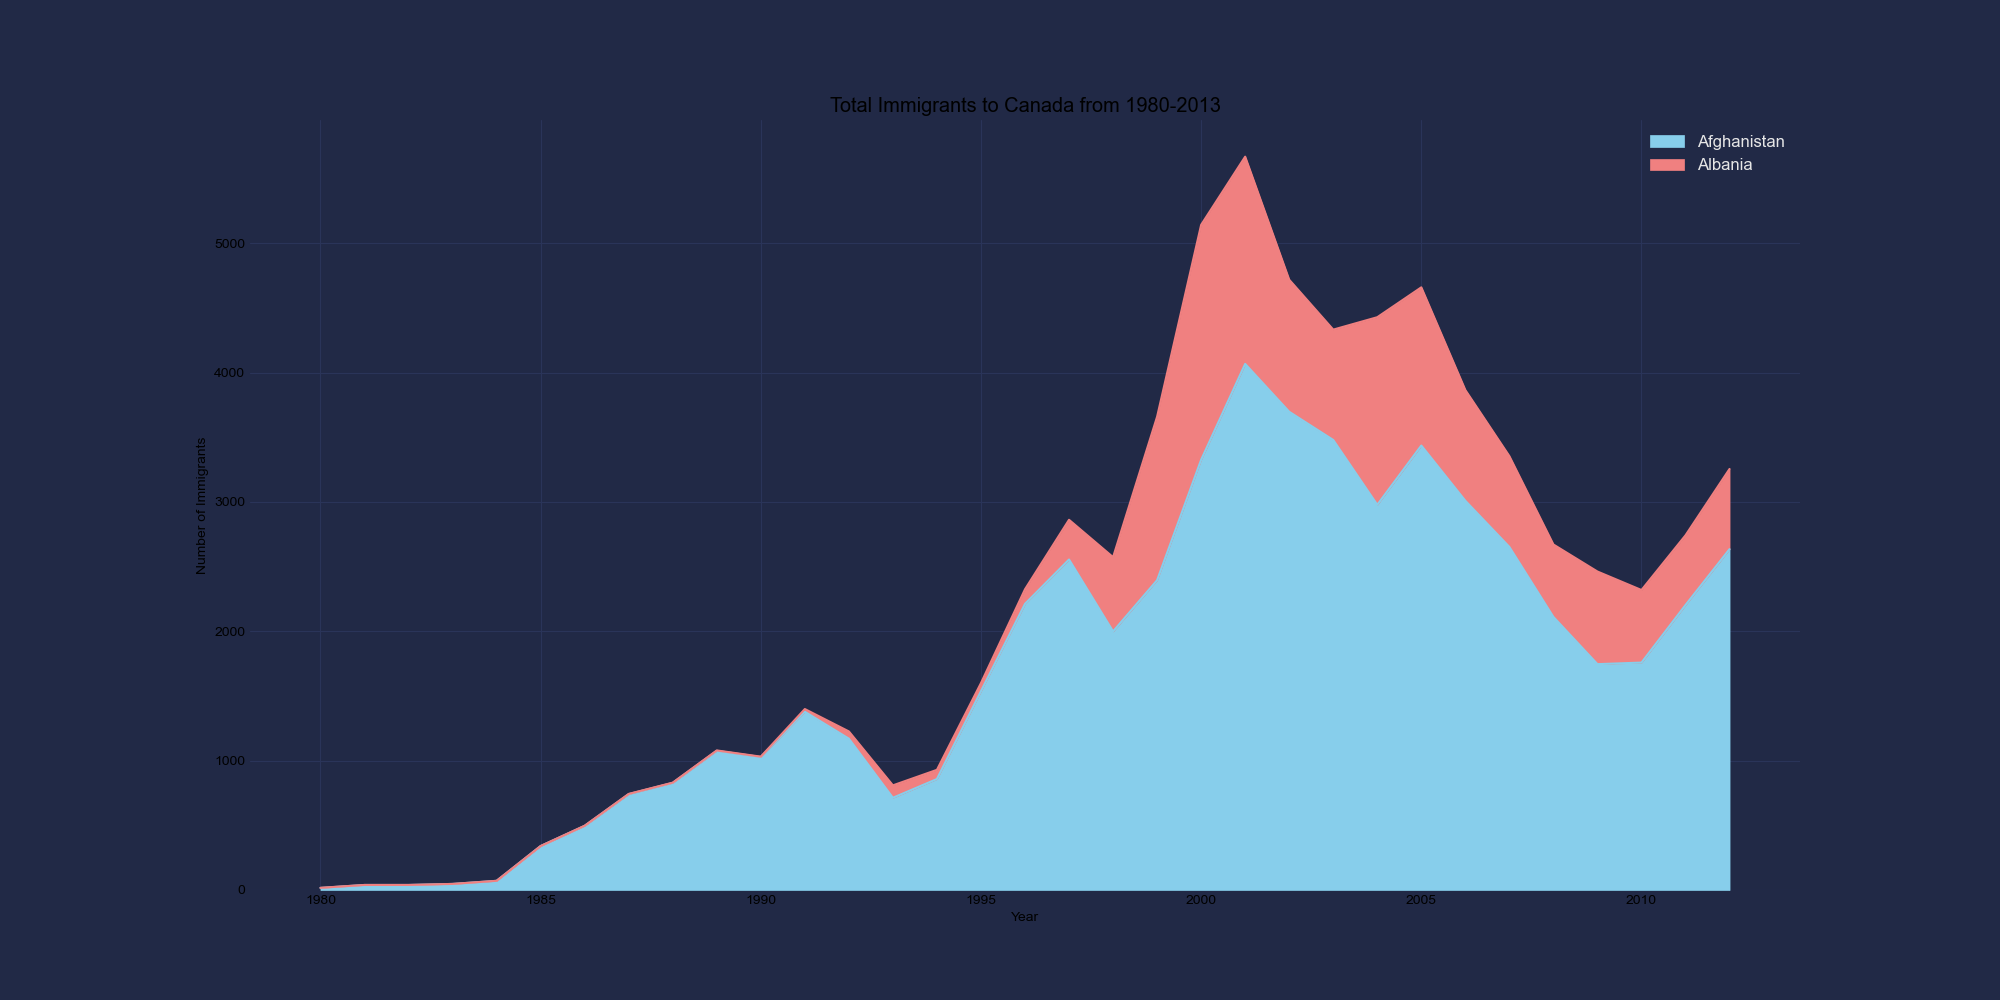 Total Immigrants to Canada from 1980-2013
Afghanistan
Albania
5000
4000
3000
2000
1000
0
Number of Immigrants
1980 1985 1990 1995 2000 2005 2010
Year